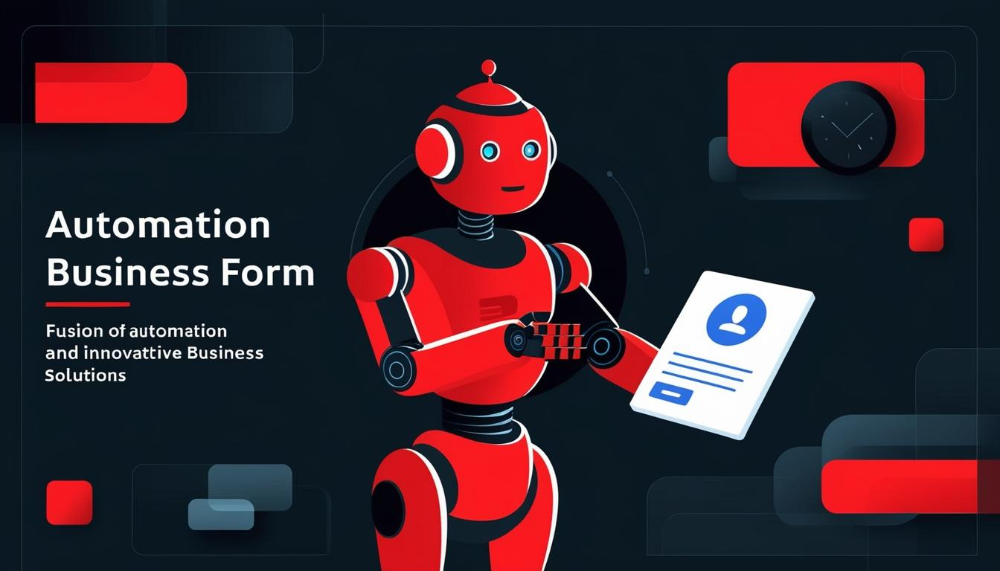 Automation
Business Form
Fusion of automation
and innovattive Business
Solutions